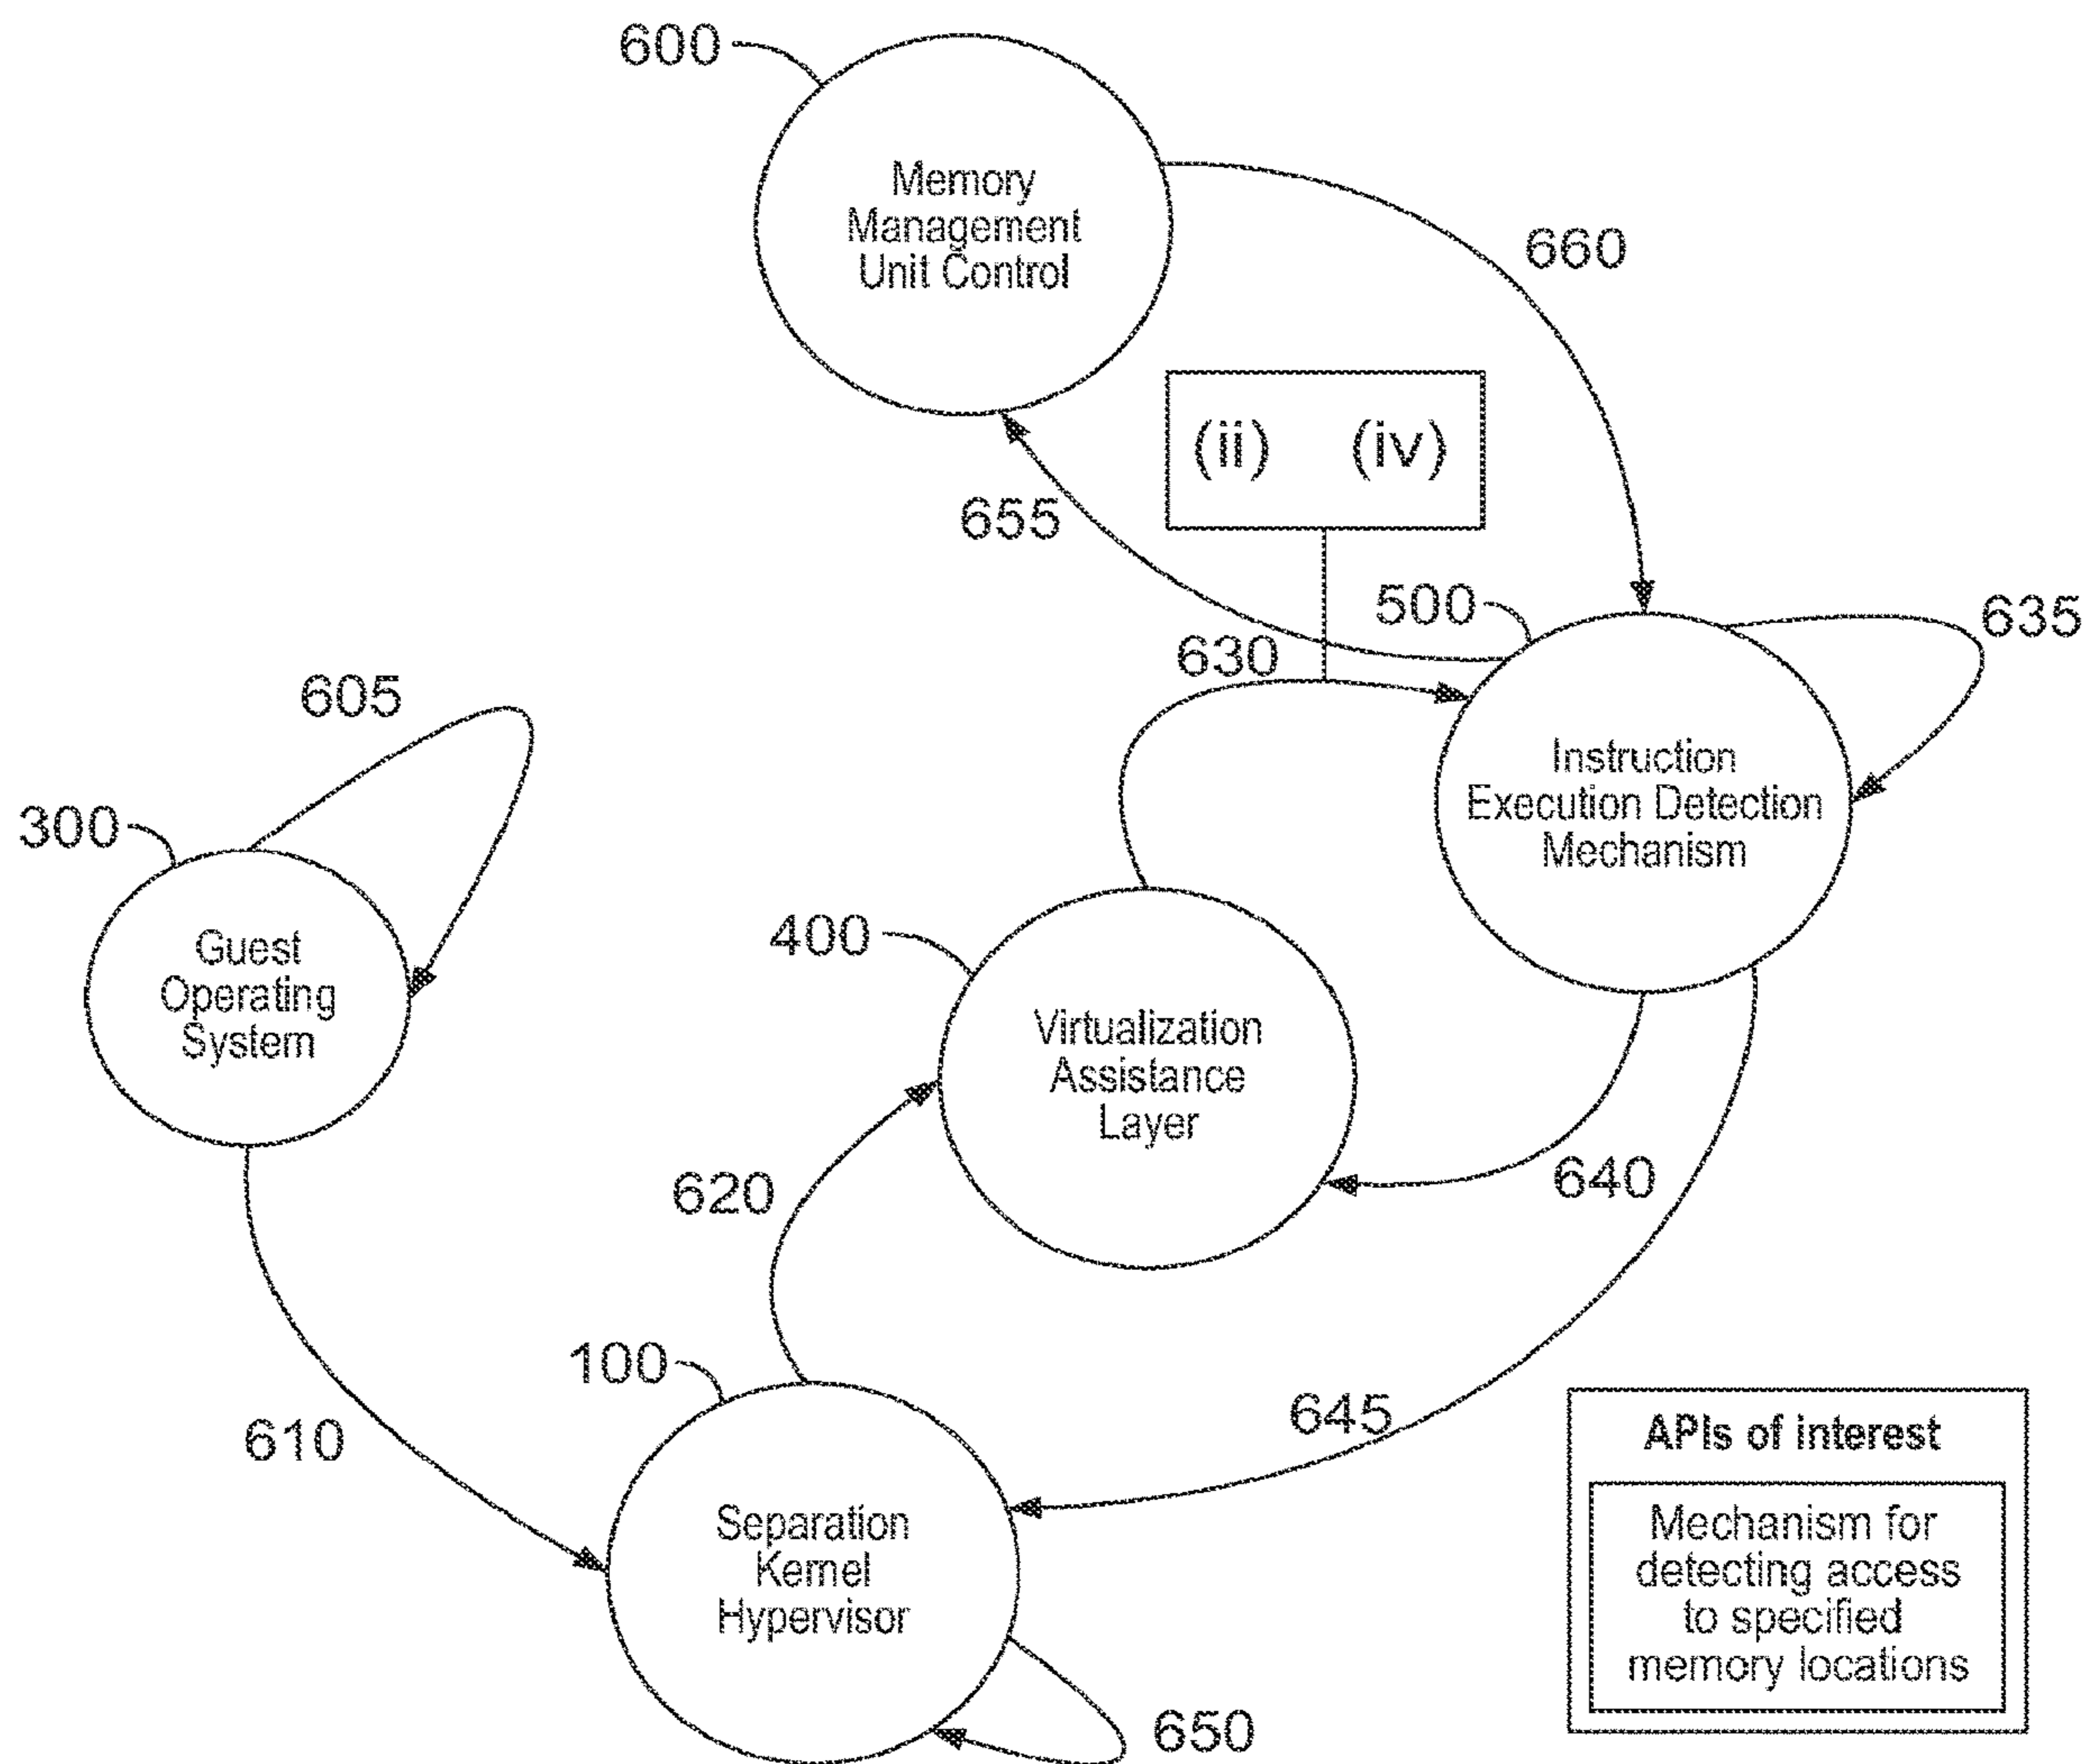 600
Memory
Management
Unit Control
660
(ii) (iv)
655
500
635
630
605
Instruction
Execution Detection
Mechanism
300
400
Guest
Operating
System
Virtualization
Assistance
Layer
620
640
100
610
645
APIs of interest
Separation
Kernel
Hypervisor
Mechanism for
detecting access
to specified
memory locations
650